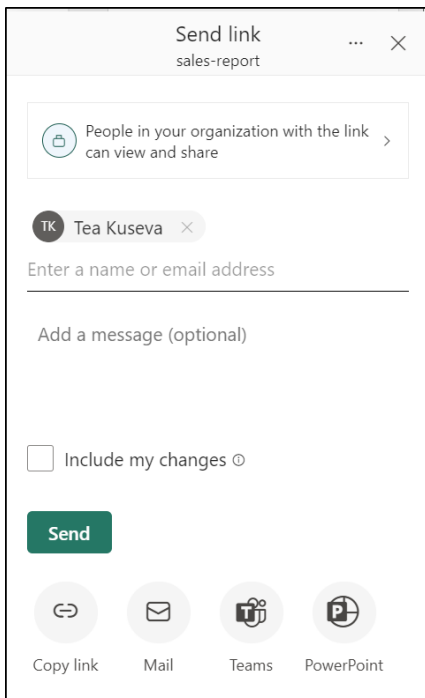 Send link
sales-report
People in your organization with the link
can view and share
TK Tea Kuseva
Enter a name or email address
Add a message (optional)
Include my changes
Send
Copy link Mail Teams PowerPoint